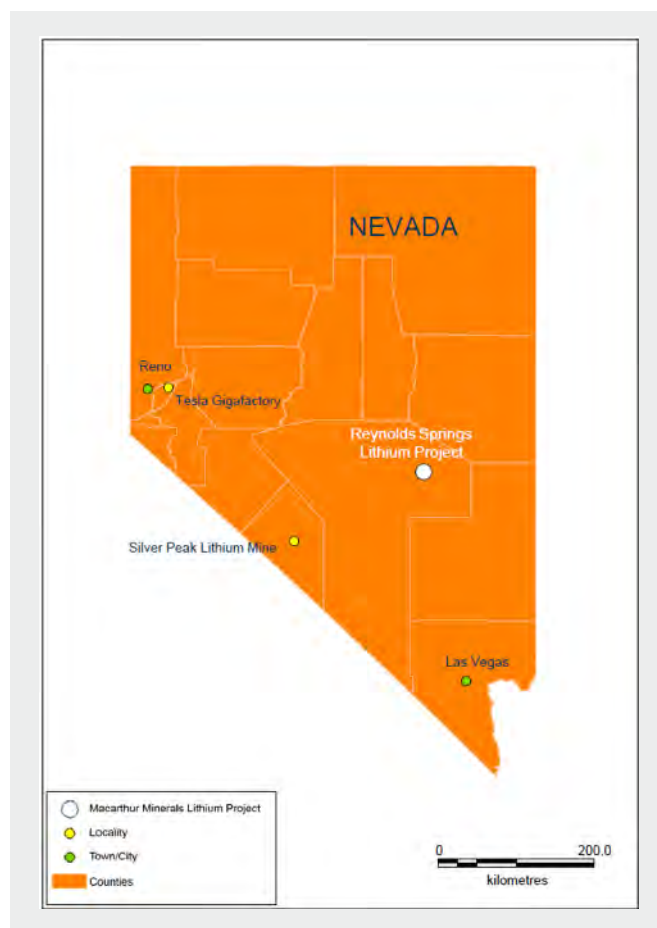 NEVADA
Reno
Tesla Gigafactory
Reynolds Springs
Lithium Project
Silver Peak Lithium Mine
Las Vegas
Macarthur Minerals Lithium Project
Locality
Town/City
Counties
0 200.0
kilometres